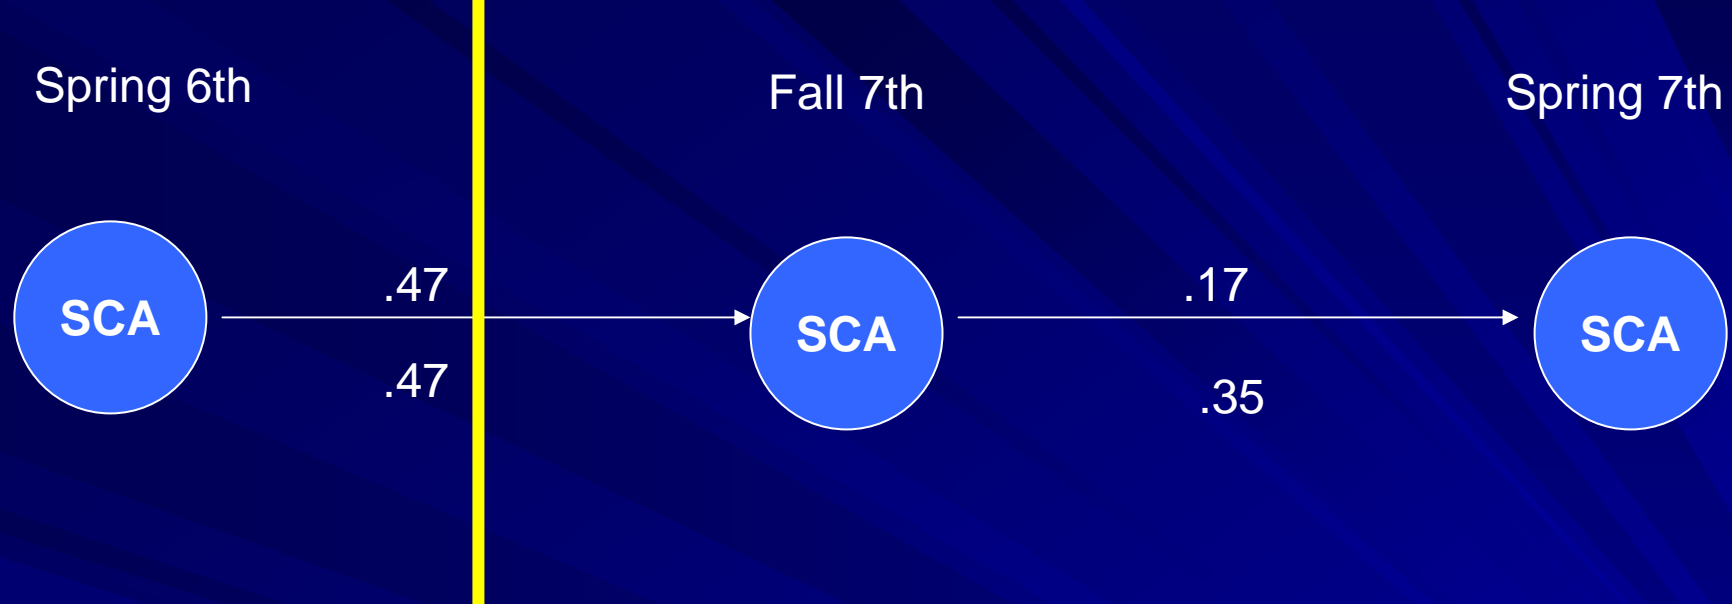 Spring 6th
Fall 7th
Spring 7th
SCA
.47
.47
SCA
.17
.35
SCA